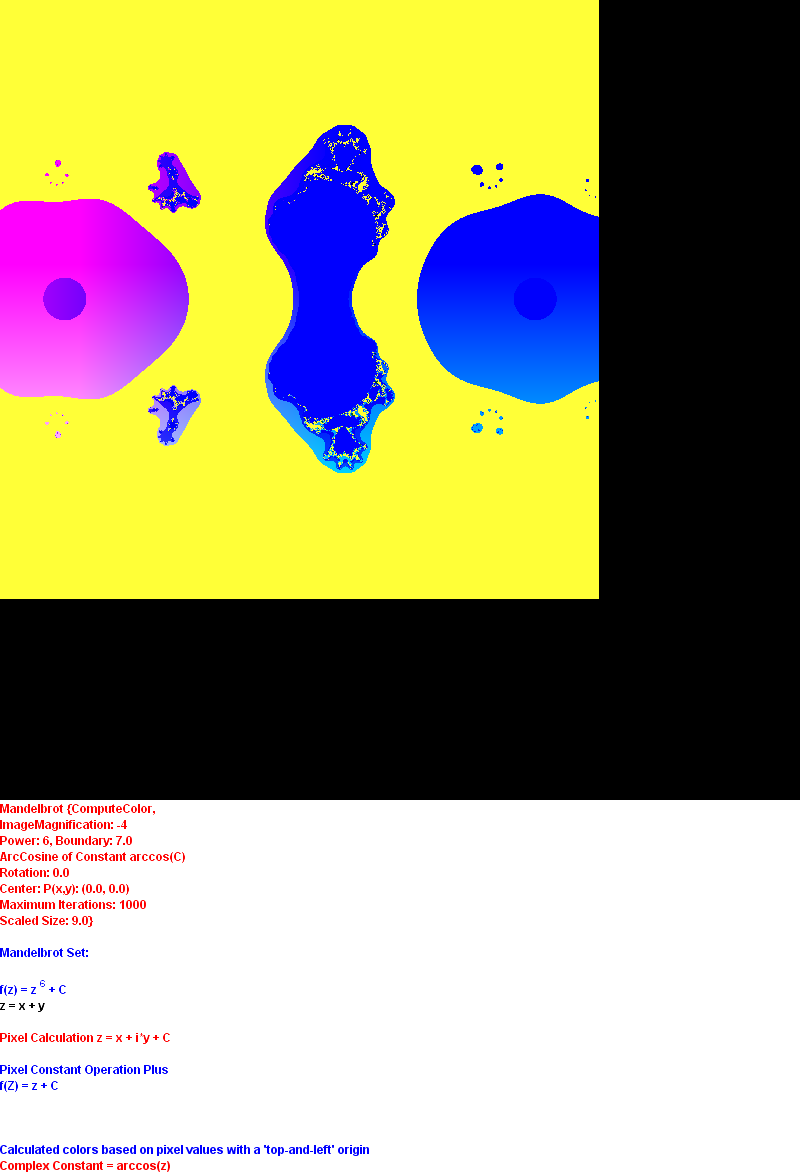 Mandelbrot {ComputeColor,
ImageMagnification: -4
Power: 6, Boundary: 7.0
ArcCosine of Constant arccos(C)
Rotation: 0.0
Center: P(x,y): (0.0, 0.0)
Maximum Iterations: 1000
Scaled Size: 9.0}
Mandelbrot Set:
f(z) = z 6 + C
z = x + y
Pixel Calculation z = x + i*y + C
Pixel Constant Operation Plus
f(Z) = z + C
Calculated colors based on pixel values with a 'top-and-left' origin
Complex Constant = arccos(z)